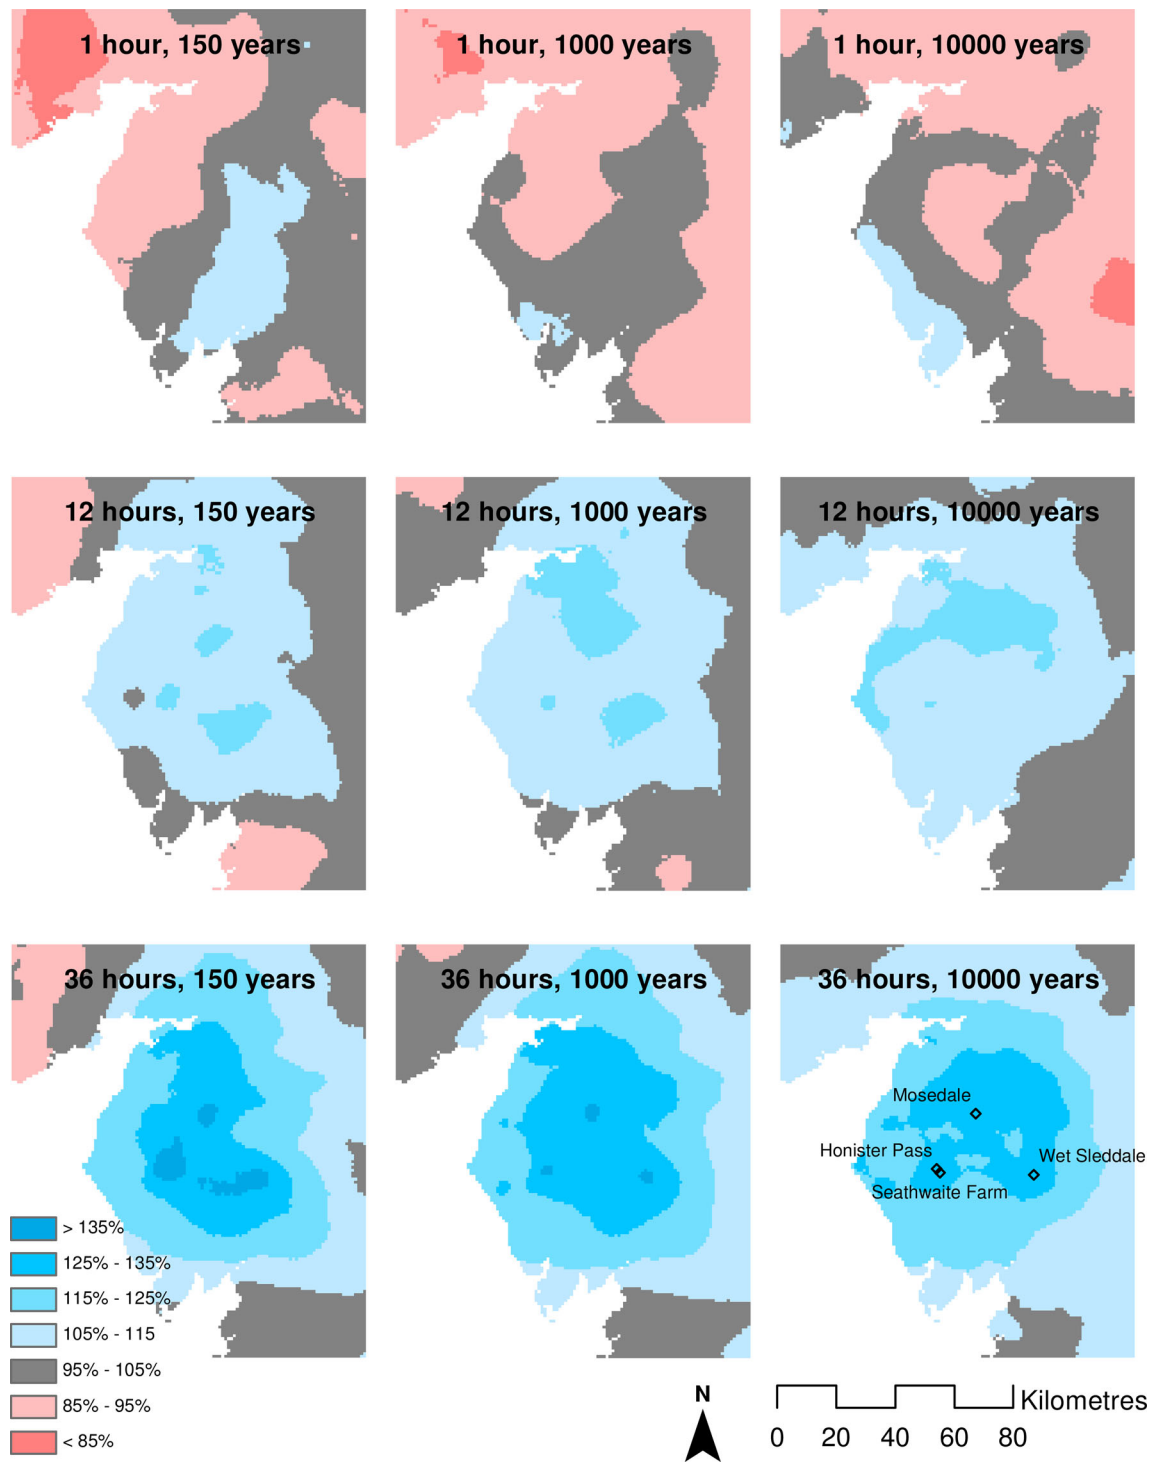 1 hour, 150 years
1 hour, 1000 years
1 hour, 10000 years
12 hours, 150 years
12 hours, 1000 years
12 hours, 10000 years
36 hours, 150 years
36 hours, 1000 years
36 hours, 10000 years
Mosedale
Honister Pass
Wet Sleddale
Seathwaite Farm
> 135%
125% - 135%
115% - 125%
105% - 115
95% - 105%
85% - 95%
< 85%
N
Kilometres
0 20 40 60 80